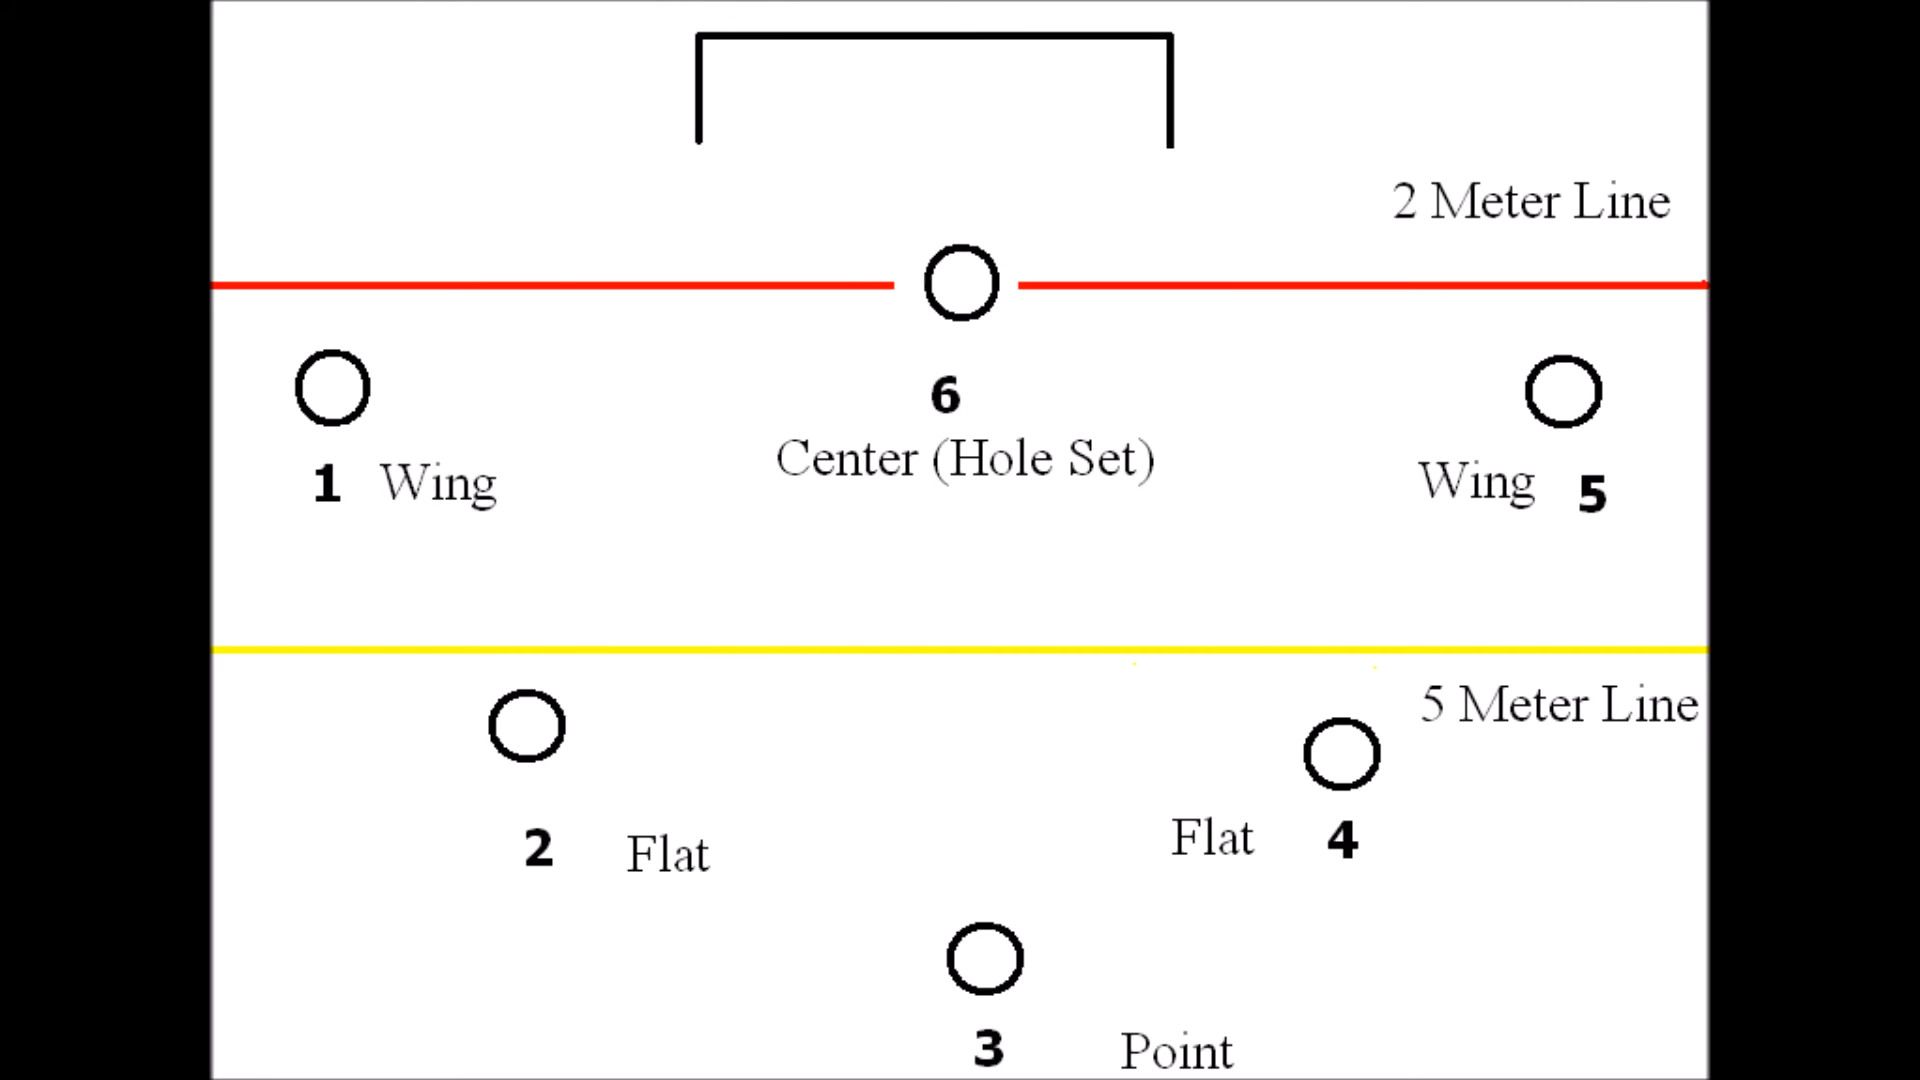 2 Meter Line
6
Center (Hole Set)
1 Wing
Wing 5
5 Meter Line
2 Flat
Flat 4
3 Point